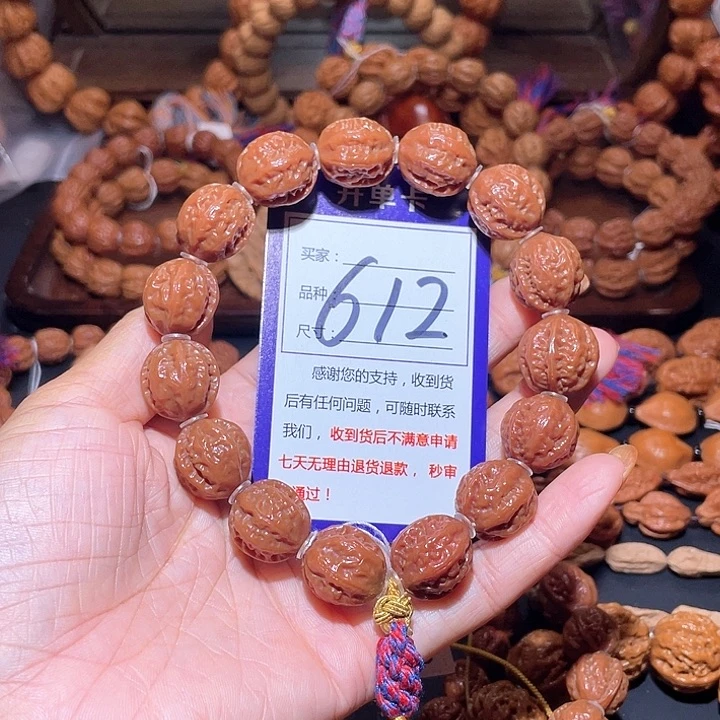 开单卡
买家：
品种：
尺寸：
612
感谢您的支持，收到货
后有任何问题，可随时联系
我们，收到货后不满意申请
七天无理由退货退款，秒审
通过！